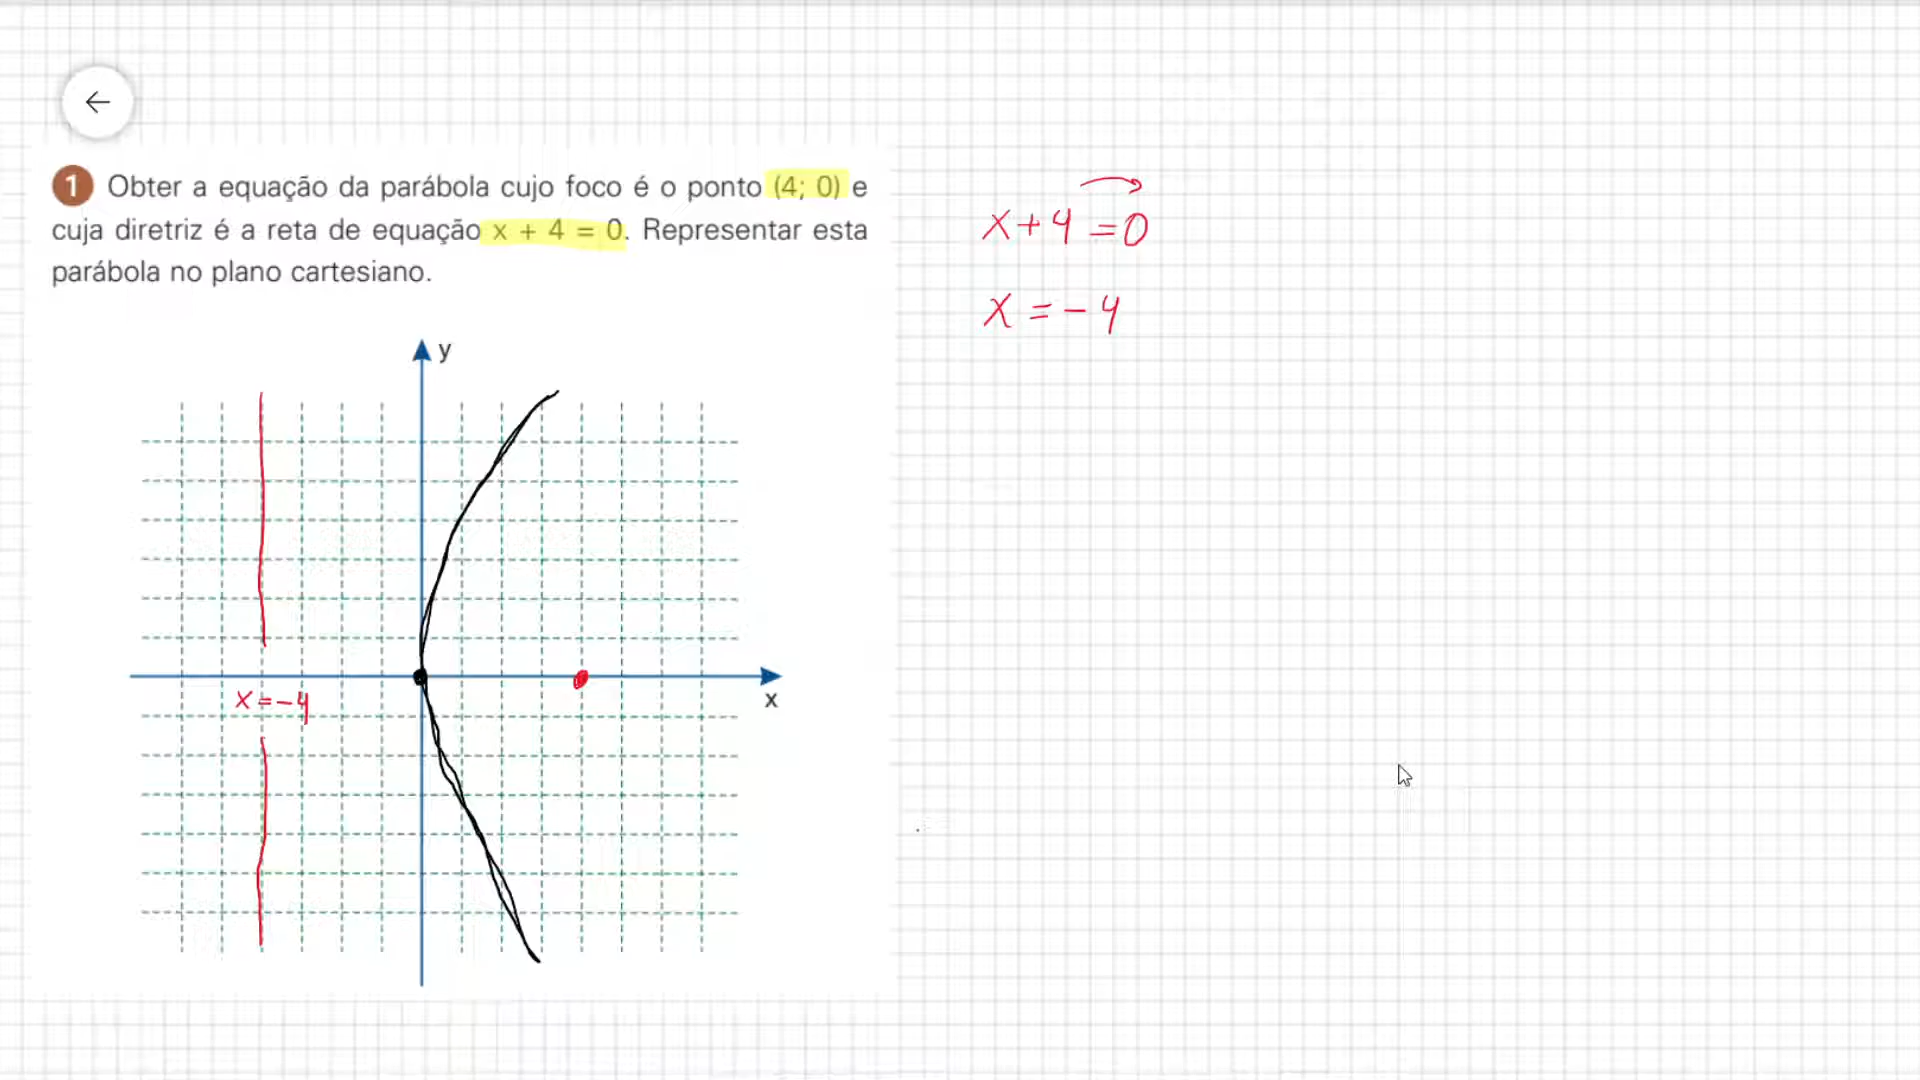 1 Obter a equação da parábola cujo foco é o ponto (4; 0) e
cuja diretriz é a reta de equação x + 4 = 0. Representar esta
parábola no plano cartesiano.
x+4 =0
x = -4
y
x = -4
x